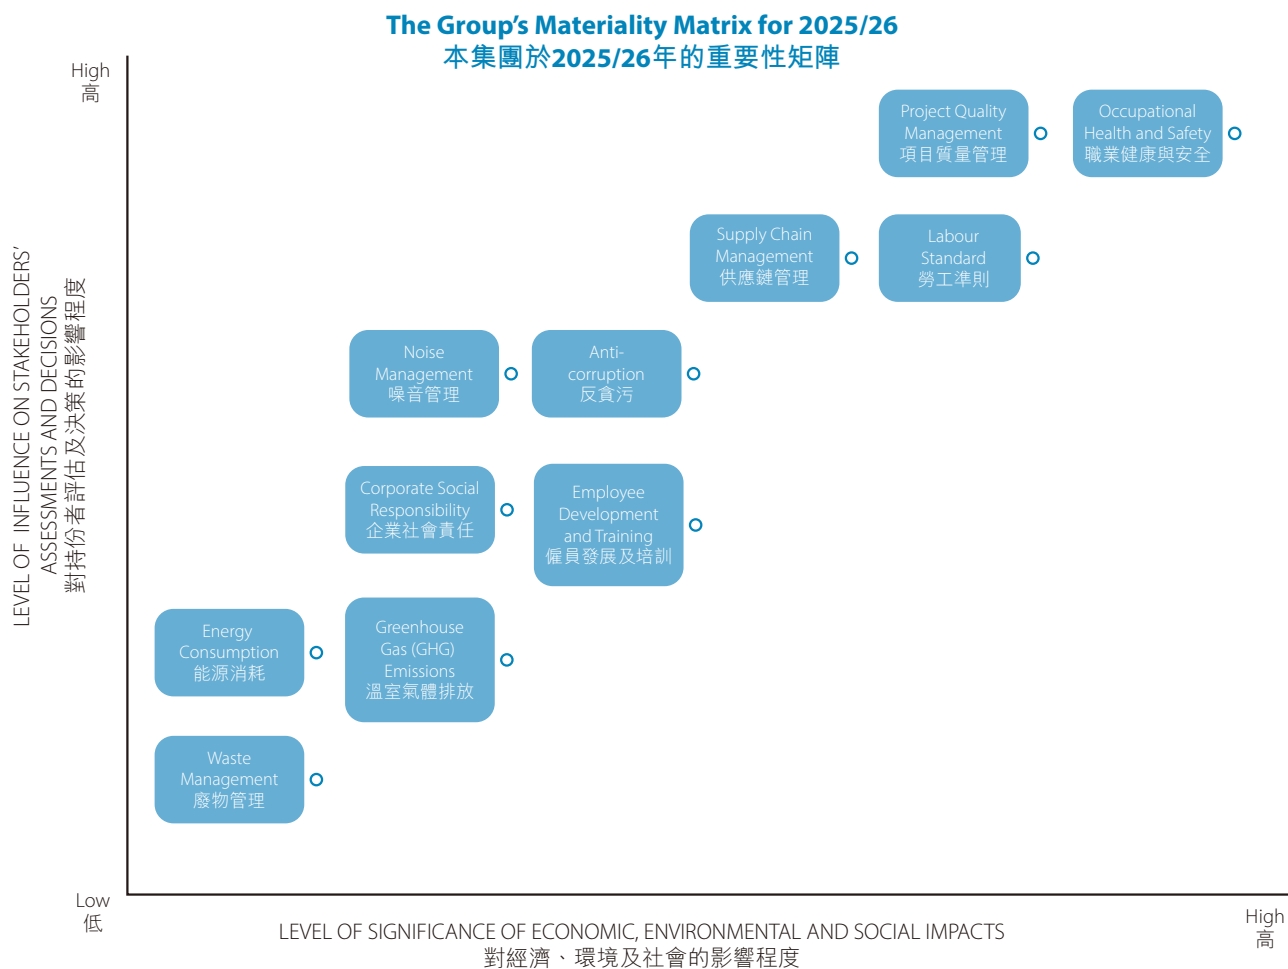 The Group's Materiality Matrix for 2025/26
本集團於2025/26年的重要性矩陣
High
高
LEVEL OF INFLUENCE ON STAKEHOLDERS'
ASSESSMENTS AND DECISIONS
對持份者評估及決策的影響程度
Project Quality
Management
項目質量管理
Occupational
Health and Safety
職業健康與安全
Supply Chain
Management
供應鏈管理
Labour
Standard
勞工準則
Noise
Management
噪音管理
Anti-
corruption
反貪污
Corporate Social
Responsibility
企業社會責任
Employee
Development
and Training
僱員發展及培訓
Energy
Consumption
能源消耗
Greenhouse
Gas (GHG)
Emissions
溫室氣體排放
Waste
Management
廢物管理
Low
低
LEVEL OF SIGNIFICANCE OF ECONOMIC, ENVIRONMENTAL AND SOCIAL IMPACTS
對經濟、環境及社會的影響程度
High
高